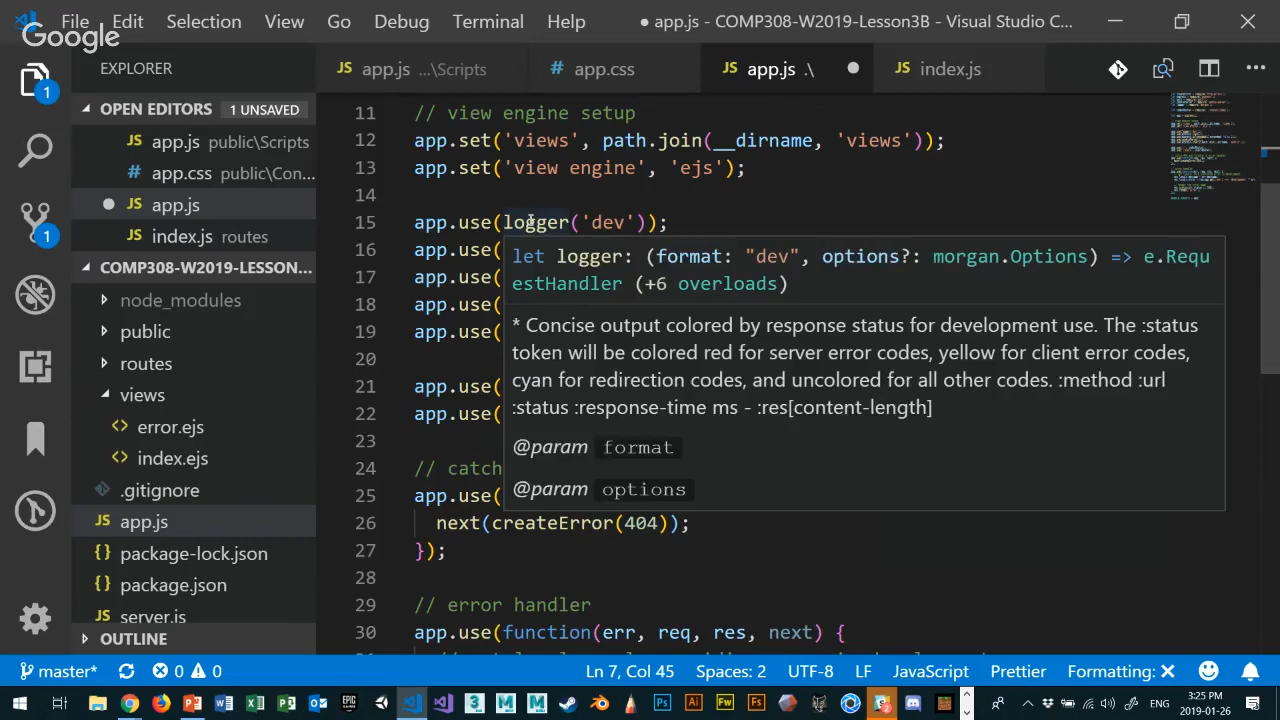 File Edit Selection View Go Debug Terminal Help ● app.js - COMP308-W2019-Lesson3B - Visual Studio C...
Google
EXPLORER
JS app.js ...\Scripts # app.css JS app.js .\ JS index.js
OPEN EDITORS 1 UNSAVED
JS app.js public\Scripts
# app.css public\Con...
app.js
JS index.js routes
COMP308-W2019-LESSON...
node_modules
public
routes
views
error.ejs
index.ejs
.gitignore
JS app.js
{} package-lock.json
{} package.json
JS server.js
OUTLINE
1
1
11 // view engine setup
12 app.set('views', path.join(__dirname, 'views'));
13 app.set('view engine', 'ejs');
14
15 app.use(logger('dev'));
16 app.use(
17 app.use(
18 app.use(
19 app.use(
20
21 app.use(
22 app.use(
23
24 // catch
25 app.use(
26 next(createError(404));
27 });
28
29 // error handler
30 app.use(function(err, req, res, next) {
let logger: (format: "dev", options?: morgan.Options) => e.Requ
estHandler (+6 overloads)
* Concise output colored by response status for development use. The :status
token will be colored red for server error codes, yellow for client error codes,
cyan for redirection codes, and uncolored for all other codes. :method :url
:status :response-time ms - :res[content-length]
@param format
@param options
master* 0 0 Ln 7, Col 45 Spaces: 2 UTF-8 LF JavaScript Prettier Formatting: ✕
ENG 3:25 PM
2019-01-26